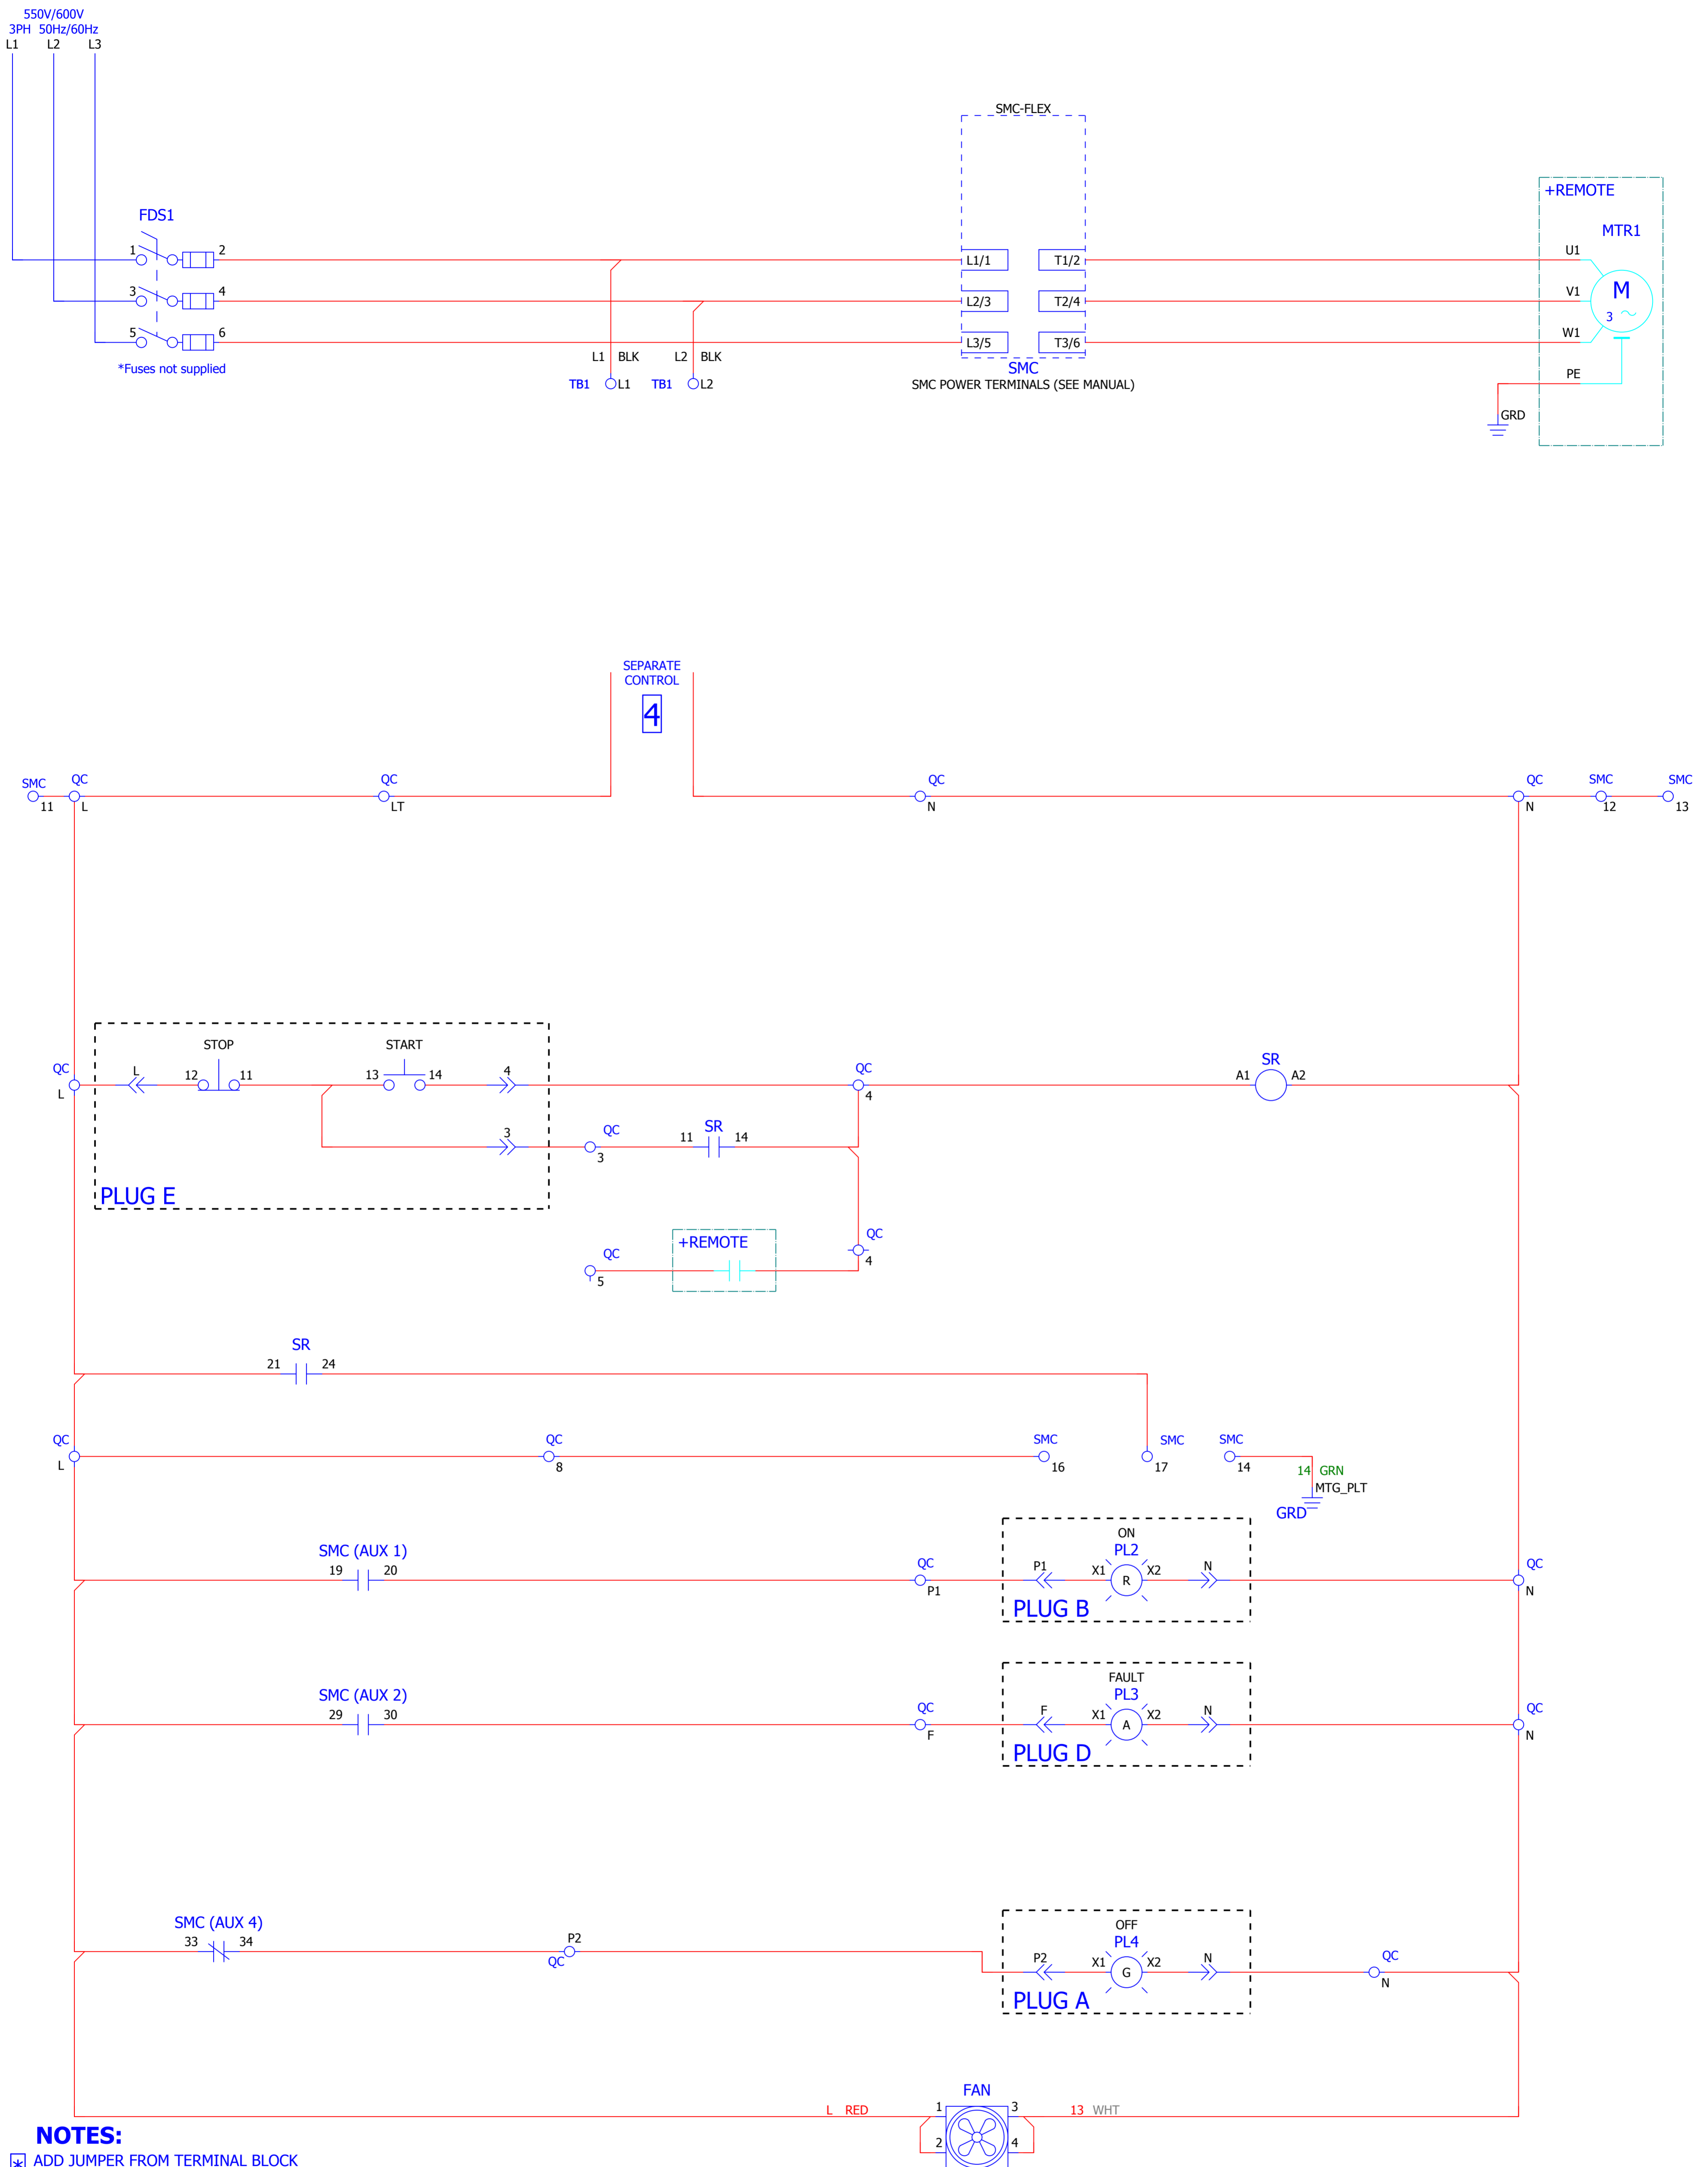 550V/600V
3PH 50Hz/60Hz
L1 L2 L3
SMC-FLEX
+REMOTE
MTR1
FDS1
1 2 L1/1 T1/2 U1
3 4 L2/3 T2/4 V1
M
3
5 6 L3/5 T3/6 W1
*Fuses not supplied
L1 BLK L2 BLK
SMC
TB1 L1 TB1 L2
SMC POWER TERMINALS (SEE MANUAL)
PE
GRD
SEPARATE
CONTROL
4
SMC QC QC QC QC SMC SMC
11 L LT N N 12 13
STOP START
QC L 12 11 13 14 4 QC A1 SR A2
L 4
3 QC 11 SR 14
3
PLUG E
QC +REMOTE QC
5 4
SR
21 24
QC QC SMC SMC SMC
L 8 16 17 14
14 GRN
MTG_PLT
GRD
ON
SMC (AUX 1) PL2
19 20 QC P1 X1 R X2 N QC
P1 N
PLUG B
FAULT
SMC (AUX 2) PL3
29 30 QC F X1 A X2 N QC
F N
PLUG D
OFF
SMC (AUX 4) PL4
33 34 P2 P2 X1 G X2 N QC
QC N
PLUG A
FAN
L RED 1 3 13 WHT
2 4
NOTES:
* ADD JUMPER FROM TERMINAL BLOCK